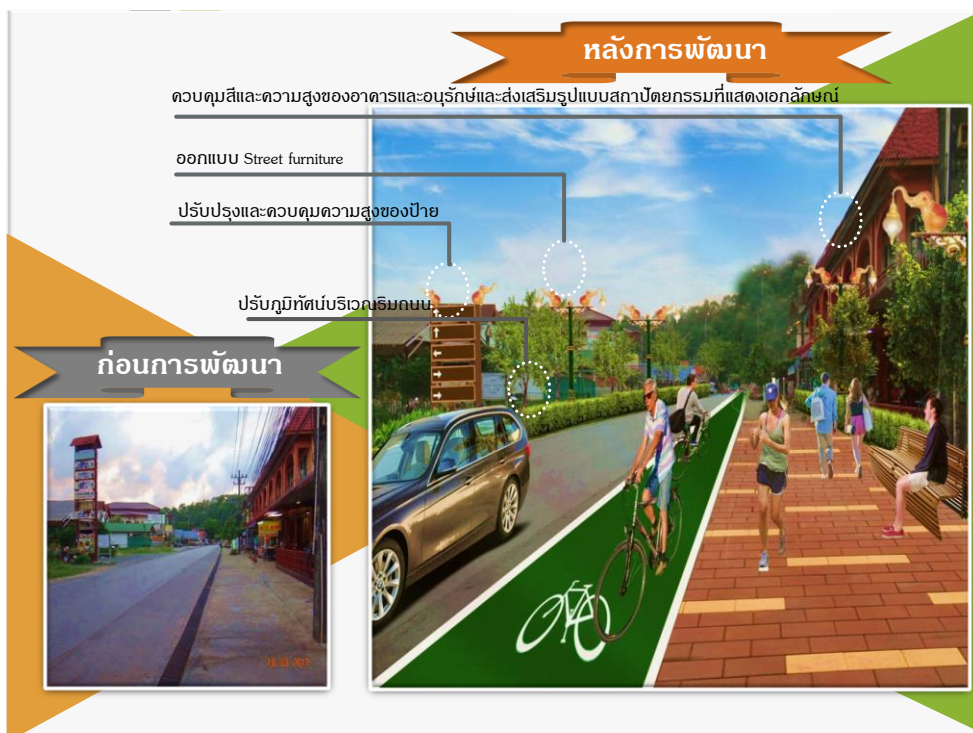 หลังการพัฒนา
ควบคุมสีและความสูงของอาคารและอนุรักษ์และส่งเสริมรูปแบบสถาปัตยกรรมที่แสดงเอกลักษณ์
ออกแบบ Street furniture
ปรับปรุงและควบคุมความสูงของป้าย
ปรับภูมิทัศน์บริเวณริมถนน
ก่อนการพัฒนา